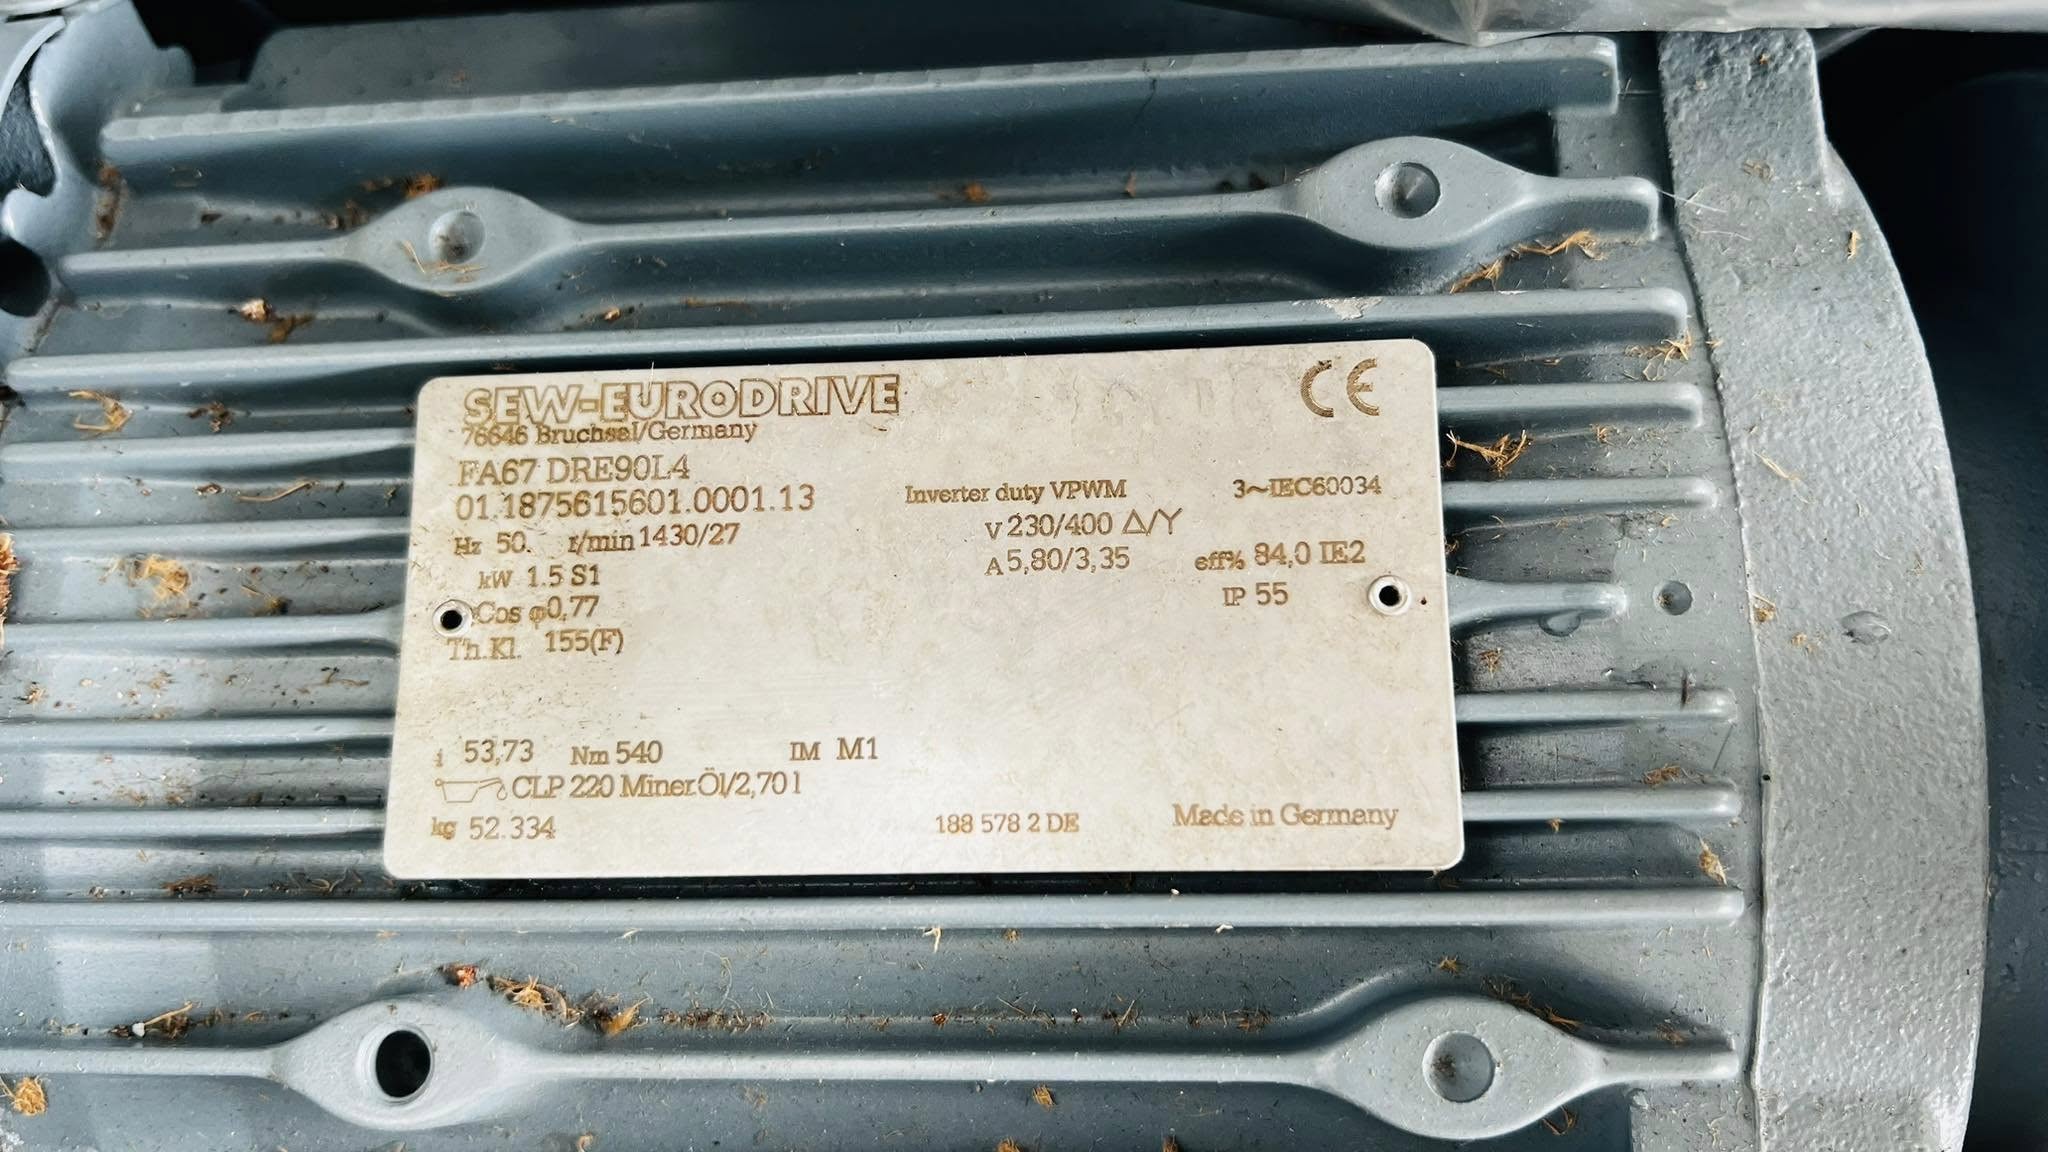 SEW-EURODRIVE
CE
76646 Bruchsal/Germany
FA67 DRE90L4
01.1875615601.0001.13
Inverter duty VPWM
3~IEC60034
Hz 50. r/min 1430/27
V 230/400 Δ/Y
kW 1.5 S1
A 5,80/3,35
eff% 84,0 IE2
Cos φ0,77
IP 55
Th.Kl. 155(F)
i 53,73 Nm 540 IM M1
CLP 220 Miner.Öl/2,70 l
kg 52.334
188 578 2 DE
Made in Germany